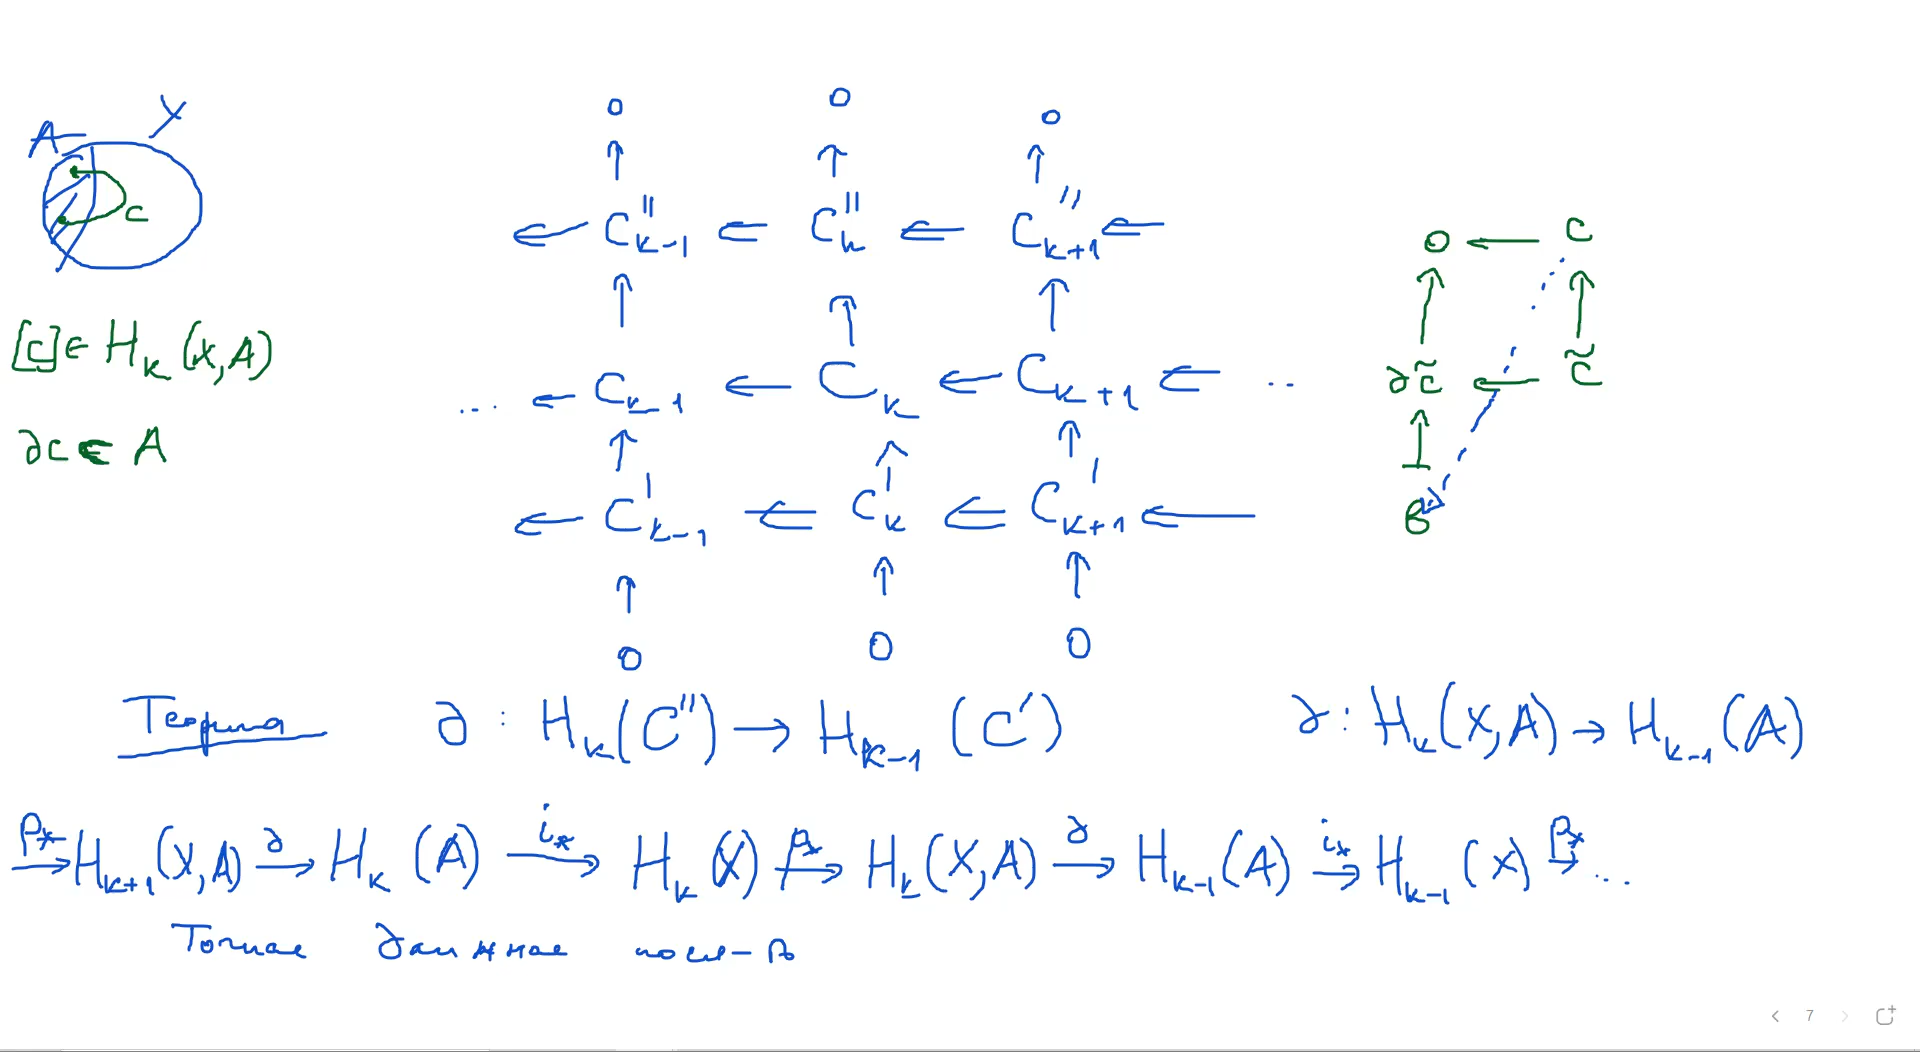 A X
C
[c] ∈ H_k (X,A)
∂c ∈ A
0 0 0
← C''_{k-1} ← C''_k ← C''_{k+1} ←
... ← C_{k-1} ← C_k ← C_{k+1} ← ..
← C'_{k-1} ← C'_k ← C'_{k+1} ←
0 0 0
0 ← c
∂c̃ ← c̃
в
Теорема ∂ : H_k (C'') → H_{k-1} (C') ∂ : H_k (X,A) → H_{k-1} (A)
p_* → H_{k+1} (X,A) ∂→ H_k (A) i_*→ H_k (X) p_*→ H_k (X,A) ∂→ H_{k-1} (A) i_*→ H_{k-1} (X) p_*→ ...
Точная длинная посл-ть
7